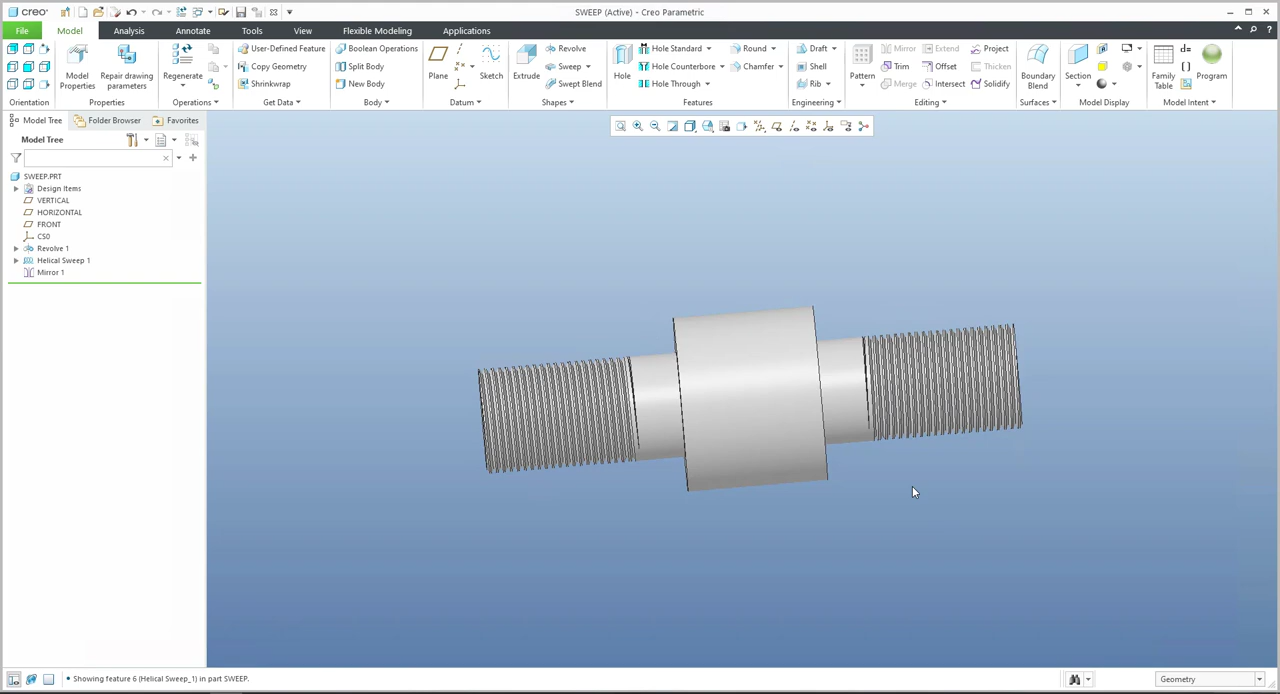 creo
SWEEP (Active) - Creo Parametric
File
Model
Analysis
Annotate
Tools
View
Flexible Modeling
Applications
Model Properties
Repair drawing parameters
Properties
Orientation
Regenerate
Operations
User-Defined Feature
Copy Geometry
Shrinkwrap
Get Data
Boolean Operations
Split Body
New Body
Body
Plane
Sketch
Datum
Extrude
Revolve
Sweep
Swept Blend
Shapes
Hole
Hole Standard
Hole Counterbore
Hole Through
Round
Chamfer
Features
Draft
Shell
Rib
Engineering
Pattern
Mirror
Trim
Merge
Extend
Offset
Intersect
Project
Thicken
Solidify
Editing
Boundary Blend
Surfaces
Section
Model Display
Family Table
d=
Program
Model Intent
Model Tree
Folder Browser
Favorites
Model Tree
SWEEP.PRT
Design Items
VERTICAL
HORIZONTAL
FRONT
CS0
Revolve 1
Helical Sweep 1
Mirror 1
Showing feature 6 (Helical Sweep_1) in part SWEEP.
Geometry